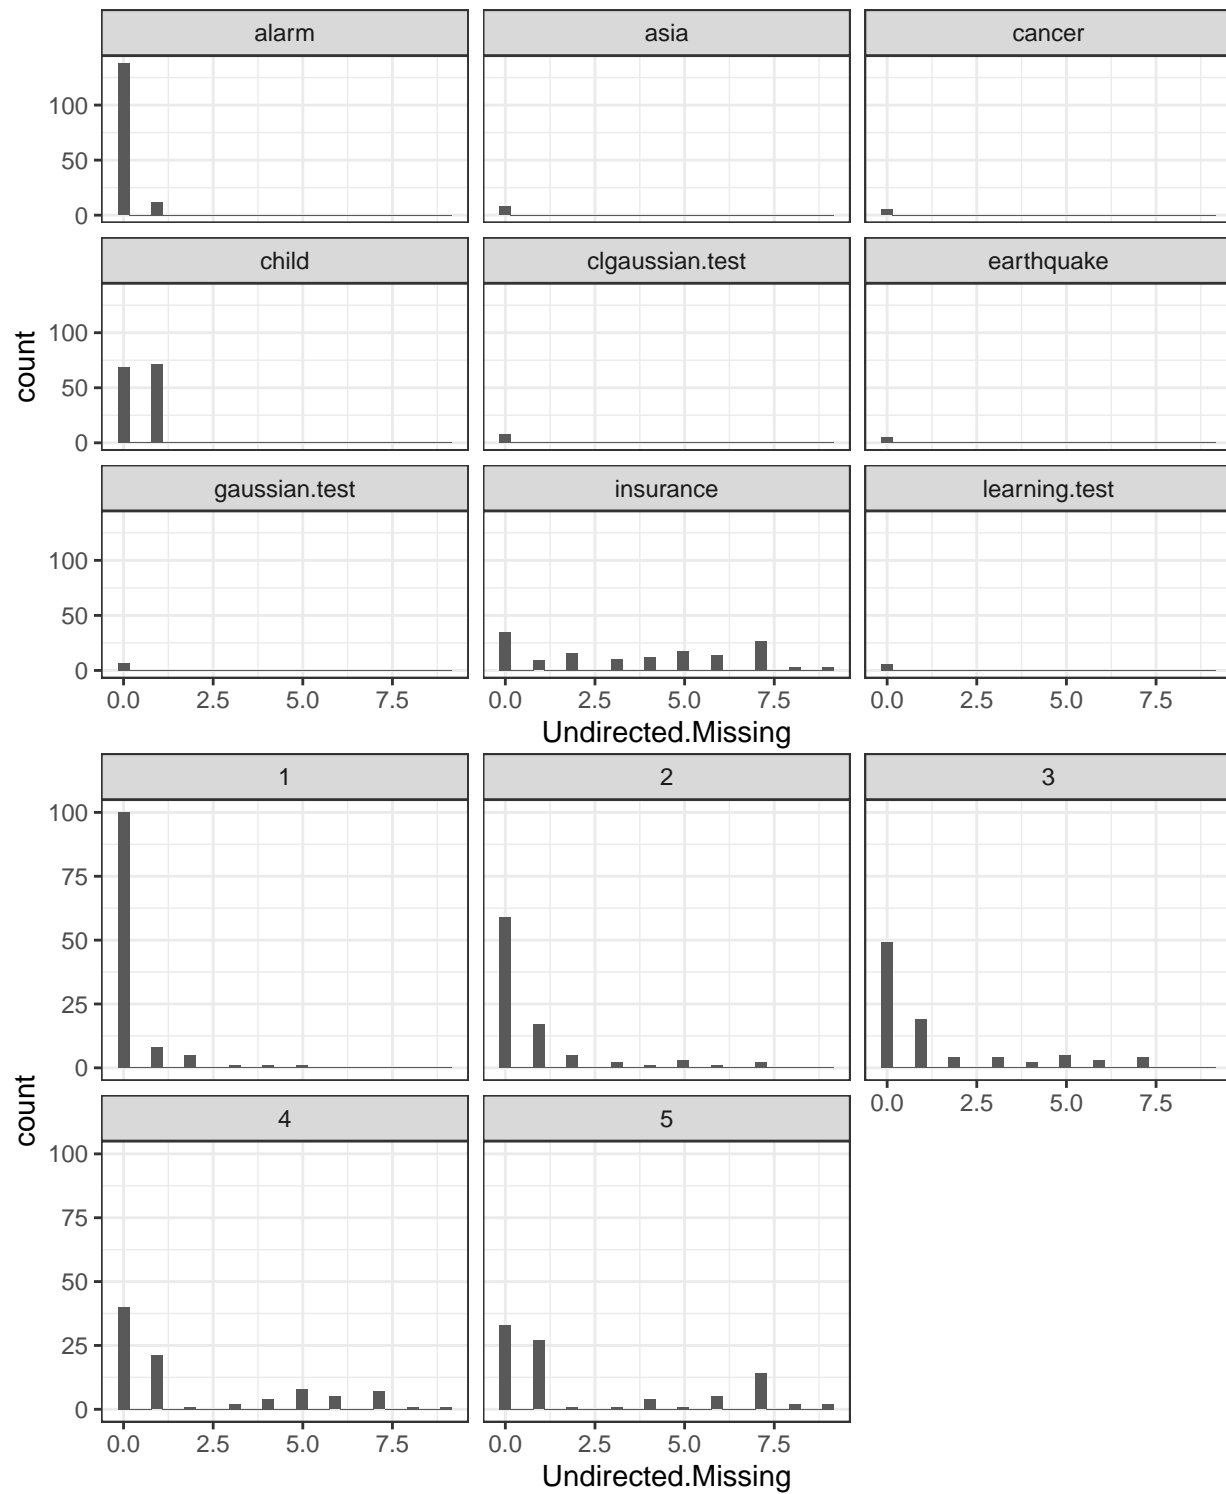 alarm asia cancer
100
50
0
child clgaussian.test earthquake
100
50
0
count
gaussian.test insurance learning.test
100
50
0
0.0 2.5 5.0 7.5 0.0 2.5 5.0 7.5 0.0 2.5 5.0 7.5
Undirected.Missing
1 2 3
100
75
50
25
0
0.0 2.5 5.0 7.5
count
4 5
100
75
50
25
0
0.0 2.5 5.0 7.5 0.0 2.5 5.0 7.5
Undirected.Missing